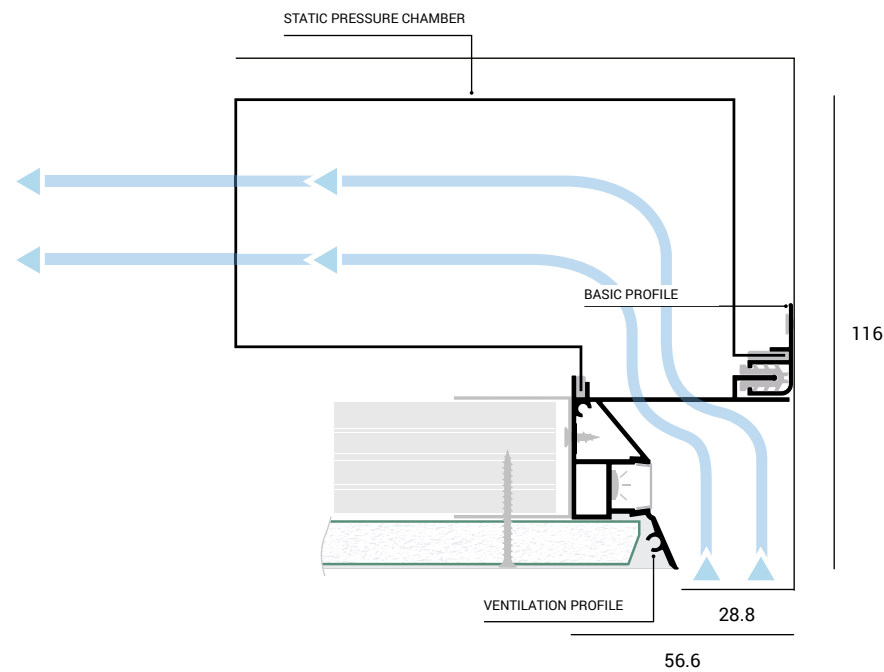 STATIC PRESSURE CHAMBER
BASIC PROFILE
116
VENTILATION PROFILE
28.8
56.6